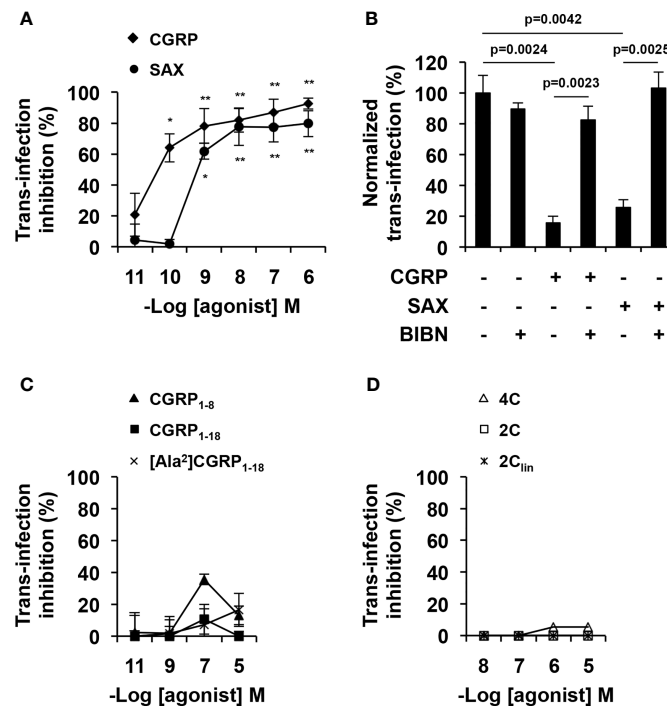 A
CGRP
SAX
Trans-infection
inhibition (%)
100
80
60
40
20
0
*
**
**
**
**
*
**
**
**
11 10 9 8 7 6
-Log [agonist] M
B
p=0.0042
p=0.0024
p=0.0025
p=0.0023
Normalized
trans-infection (%)
120
100
80
60
40
20
0
CGRP - - + + - -
SAX - - - - + +
BIBN - + - + - +
C
CGRP1-8
CGRP1-18
[Ala2]CGRP1-18
Trans-infection
inhibition (%)
100
80
60
40
20
0
11 9 7 5
-Log [agonist] M
D
4C
2C
2Clin
Trans-infection
inhibition (%)
100
80
60
40
20
0
8 7 6 5
-Log [agonist] M